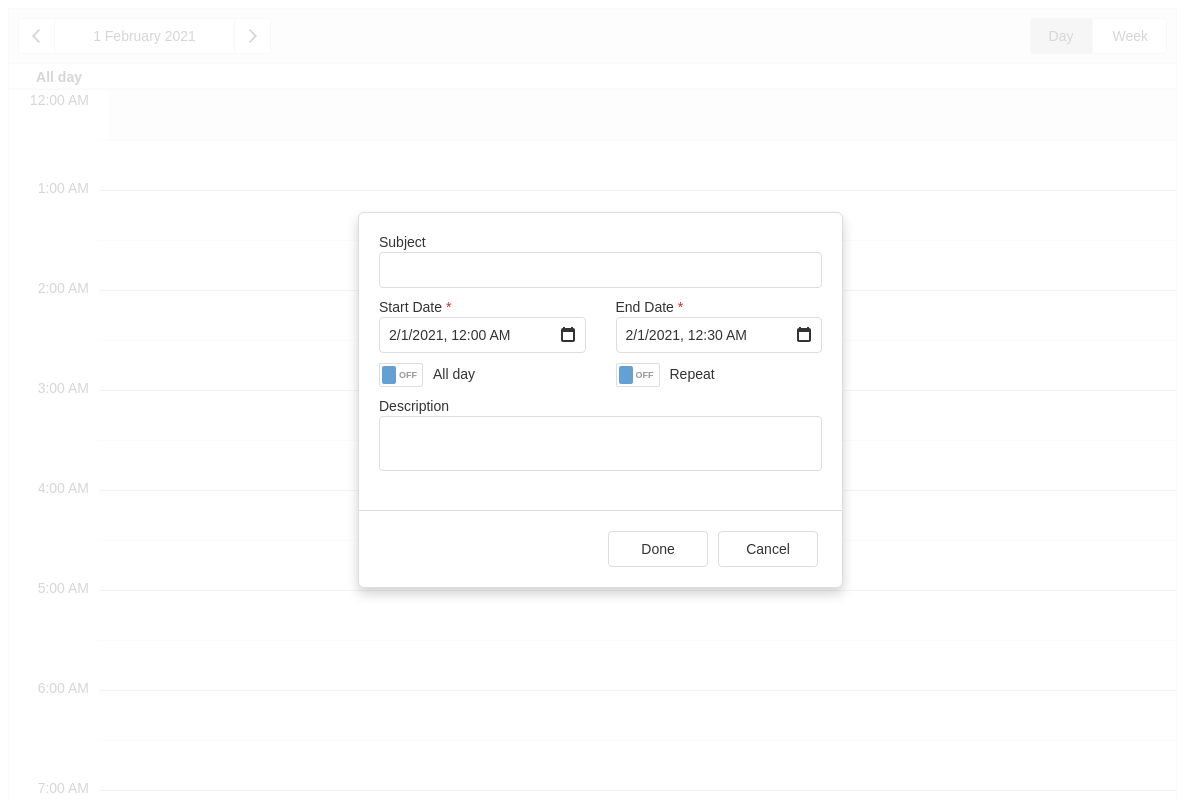 1 February 2021 Day Week
All day
12:00 AM
1:00 AM
Subject
2:00 AM
Start Date * End Date *
2/1/2021, 12:00 AM 2/1/2021, 12:30 AM
OFF All day OFF Repeat
3:00 AM
Description
4:00 AM
Done Cancel
5:00 AM
6:00 AM
7:00 AM